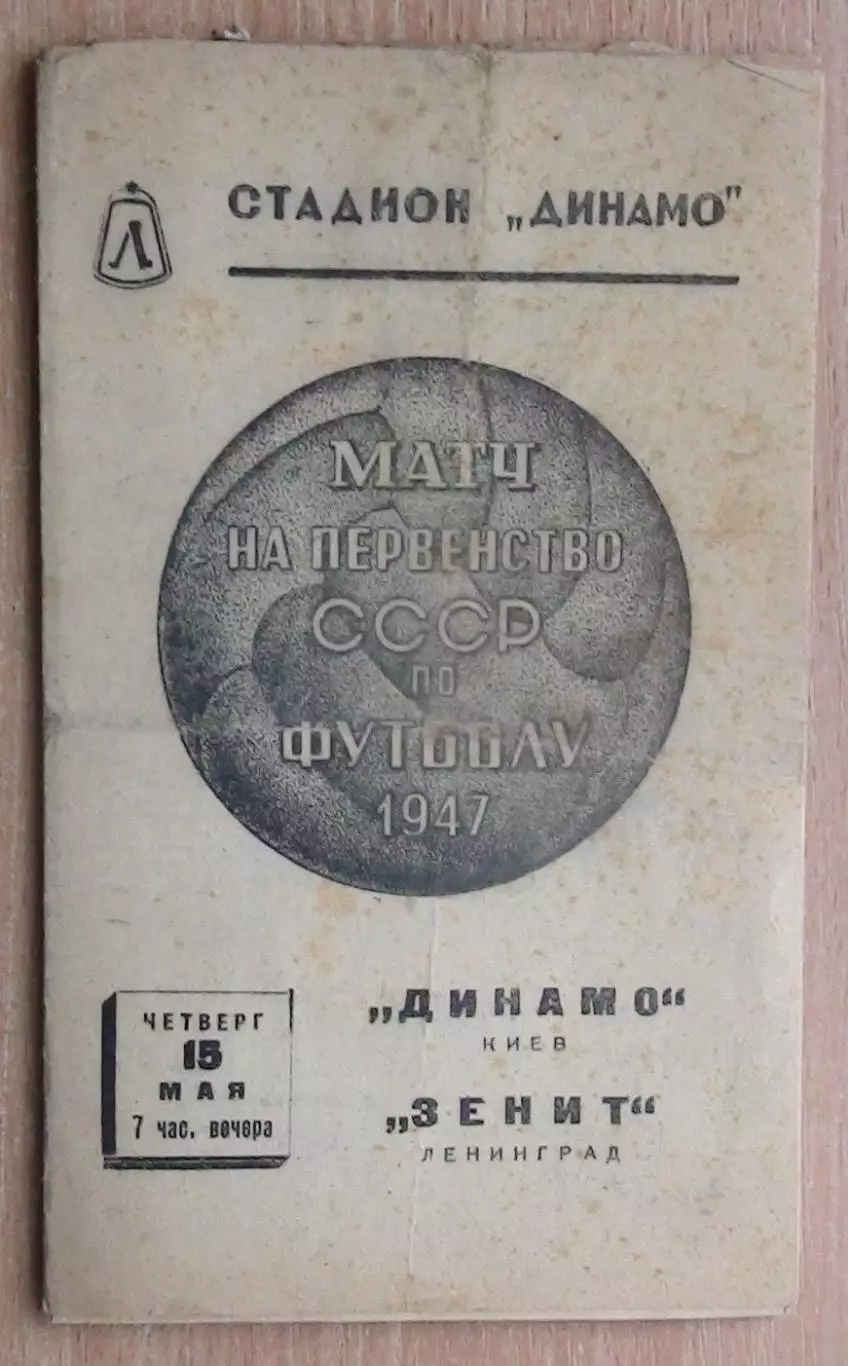 Л
СТАДИОН „ДИНАМО"
МАТЧ
НА ПЕРВЕНСТВО
СССР
ПО
ФУТБОЛУ
1947
ЧЕТВЕРГ
15
МАЯ
7 час. вечера
„ДИНАМО“
КИЕВ
„ЗЕНИТ“
ЛЕНИНГРАД